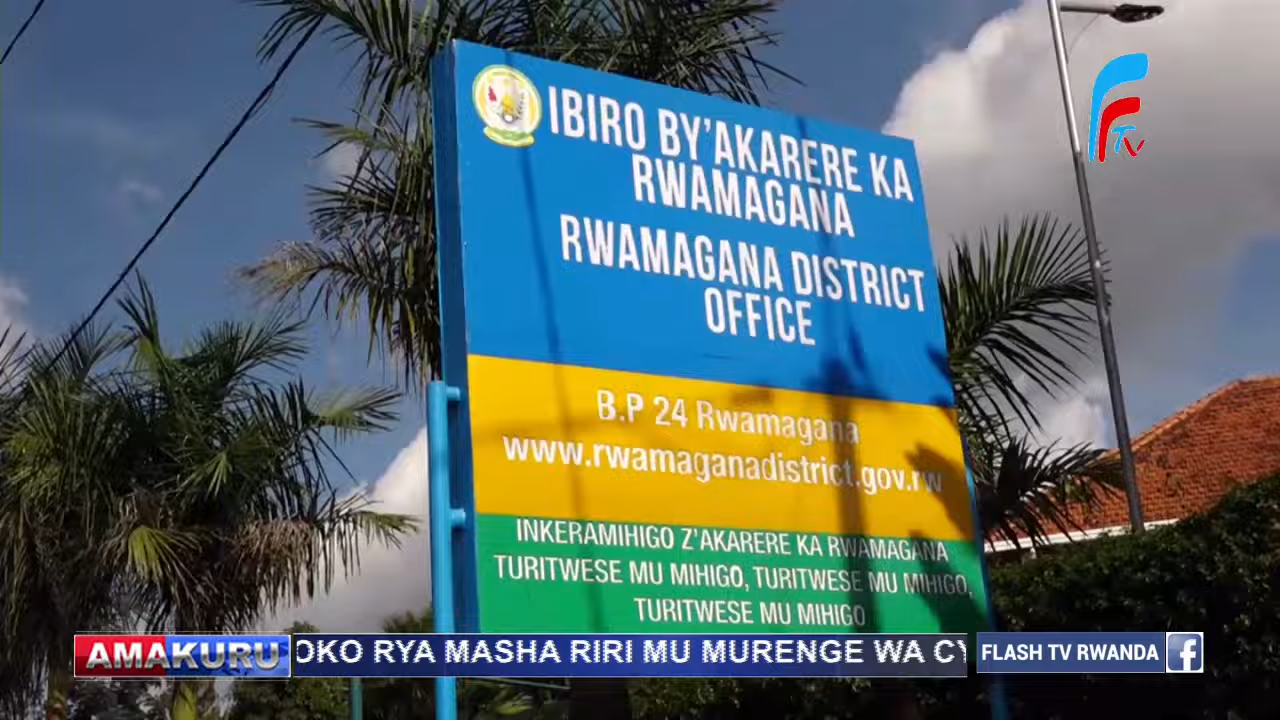 IBIRO BY'AKARERE KA
RWAMAGANA
RWAMAGANA DISTRICT
OFFICE
B.P 24 Rwamagana
www.rwamaganadistrict.gov.rw
INKERAMIHIGO Z'AKARERE KA RWAMAGANA
TURITWESE MU MIHIGO, TURITWESE MU MIHIGO,
TURITWESE MU MIHIGO
TV
AMAKURU
OKO RYA MASHA RIRI MU MURENGE WA CY
FLASH TV RWANDA
f